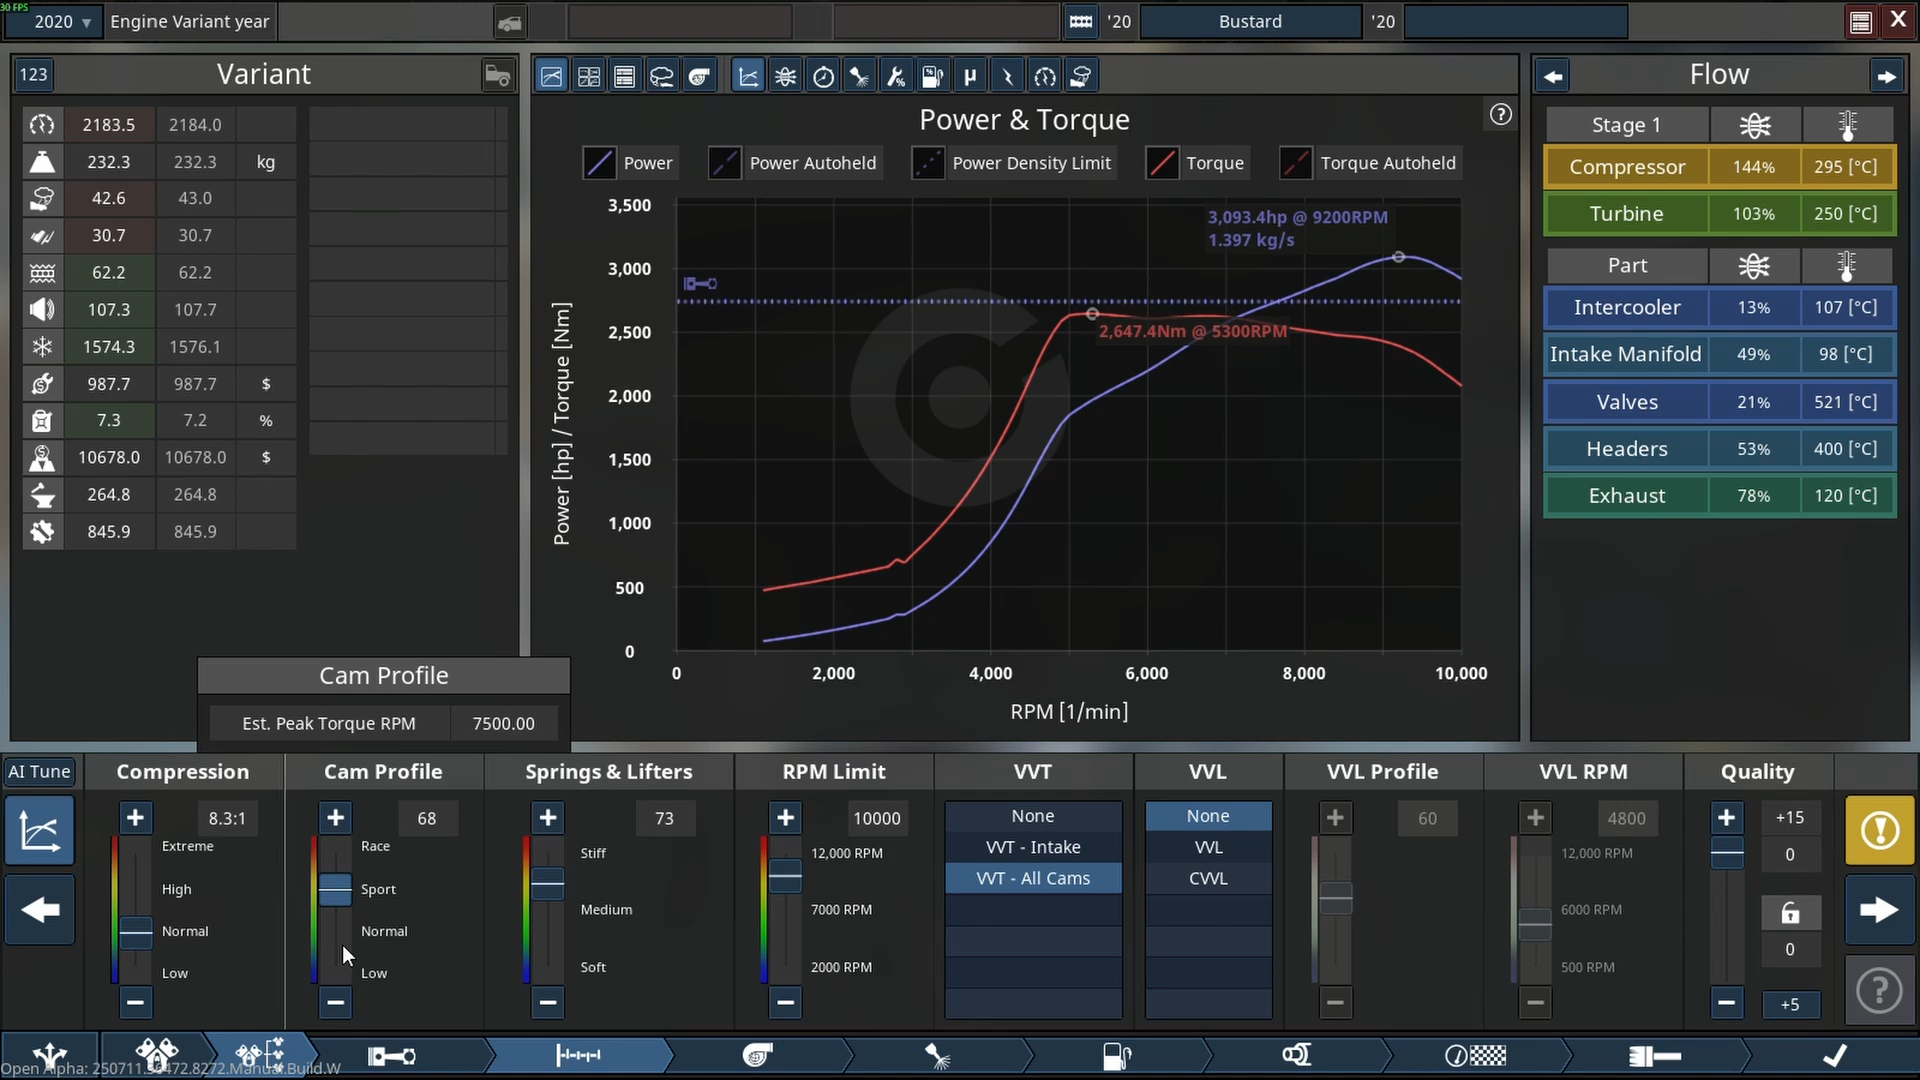 30 FPS
2020 ▼ Engine Variant year
'20 Bustard '20
X
123 Variant
2183.5 2184.0
232.3 232.3 kg
42.6 43.0
30.7 30.7
62.2 62.2
107.3 107.7
1574.3 1576.1
987.7 987.7 $
7.3 7.2 %
10678.0 10678.0 $
264.8 264.8
845.9 845.9
Power & Torque
?
Power
Power Autoheld
Power Density Limit
Torque
Torque Autoheld
Power [hp] / Torque [Nm]
3,500
3,000
2,500
2,000
1,500
1,000
500
0
3,093.4hp @ 9200RPM
1.397 kg/s
2,647.4Nm @ 5300RPM
0 2,000 4,000 6,000 8,000 10,000
RPM [1/min]
Flow
Stage 1
Compressor 144% 295 [°C]
Turbine 103% 250 [°C]
Part
Intercooler 13% 107 [°C]
Intake Manifold 49% 98 [°C]
Valves 21% 521 [°C]
Headers 53% 400 [°C]
Exhaust 78% 120 [°C]
Cam Profile
Est. Peak Torque RPM 7500.00
AI Tune
Compression
+ 8.3:1
Extreme
High
Normal
Low
−
Cam Profile
+ 68
Race
Sport
Normal
Low
−
Springs & Lifters
+ 73
Stiff
Medium
Soft
−
RPM Limit
+ 10000
12,000 RPM
7000 RPM
2000 RPM
−
VVT
None
VVT - Intake
VVT - All Cams
VVL
None
VVL
CVVL
VVL Profile
+ 60
−
VVL RPM
+ 4800
12,000 RPM
6000 RPM
500 RPM
−
Quality
+ +15
0
0
− +5
?
Open Alpha: 250711.36472.8272.Manual.Build.W